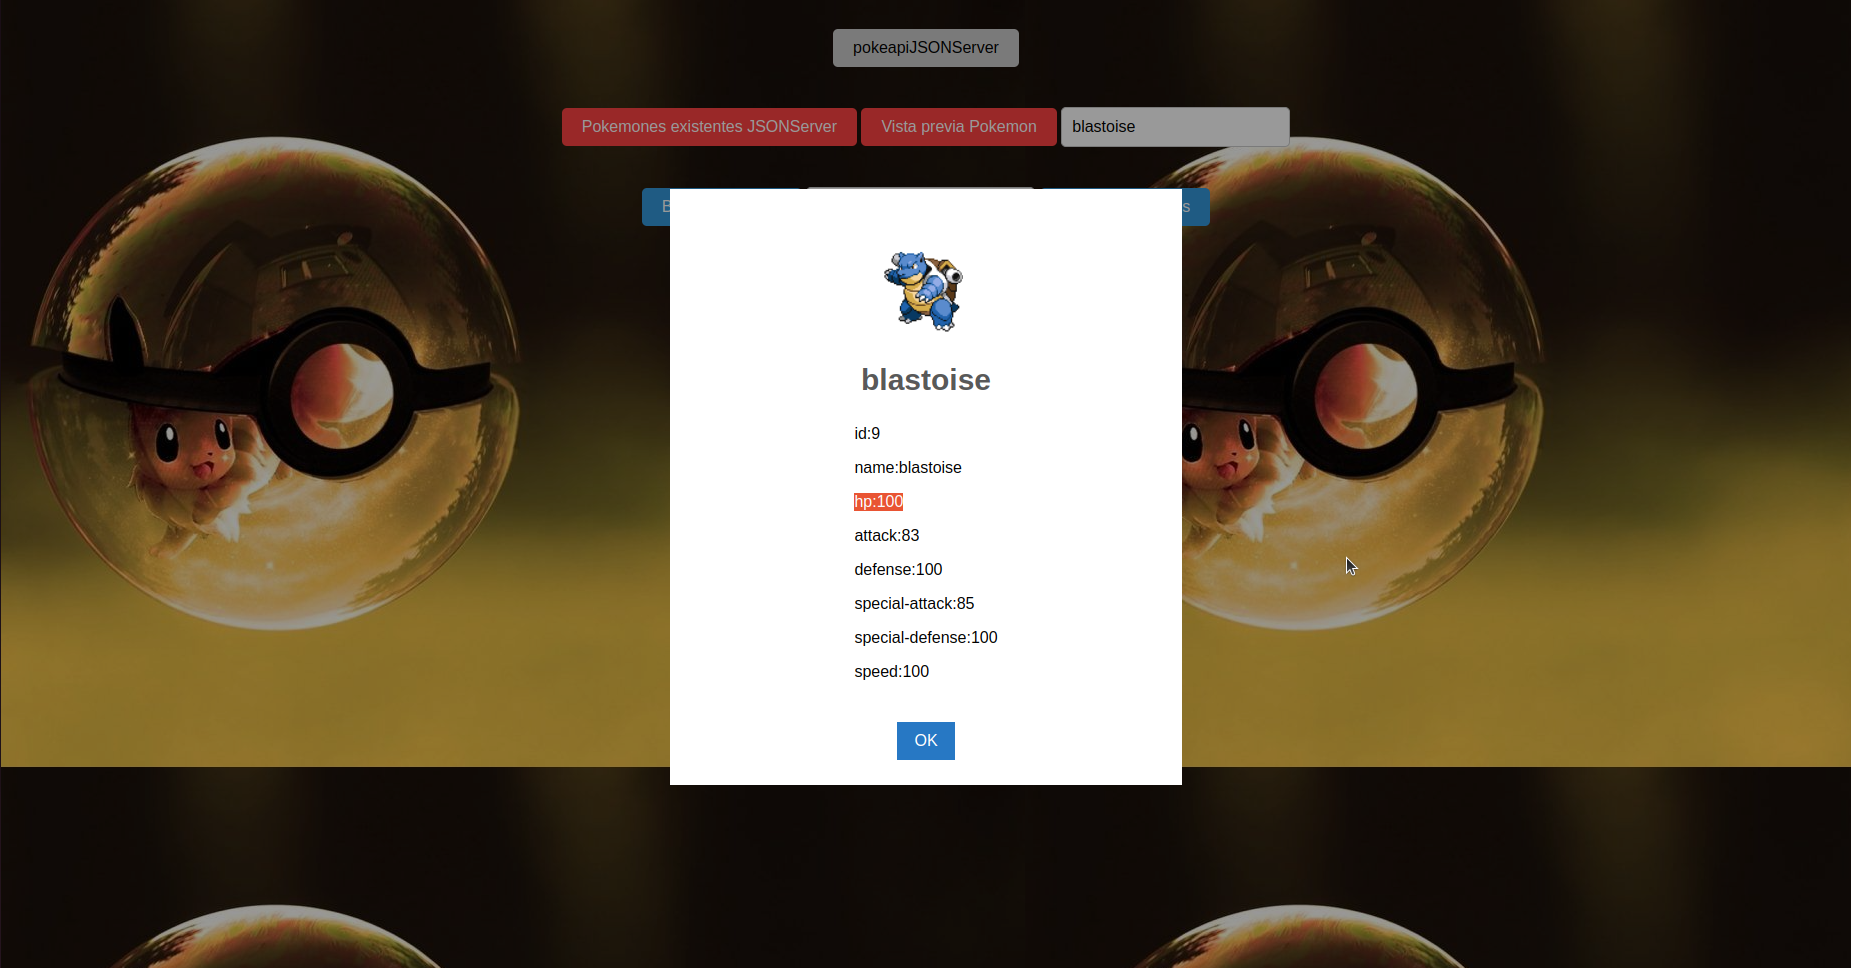 pokeapiJSONServer
Pokemones existentes JSONServer Vista previa Pokemon blastoise
blastoise
id:9
name:blastoise
hp:100
attack:83
defense:100
special-attack:85
special-defense:100
speed:100
OK